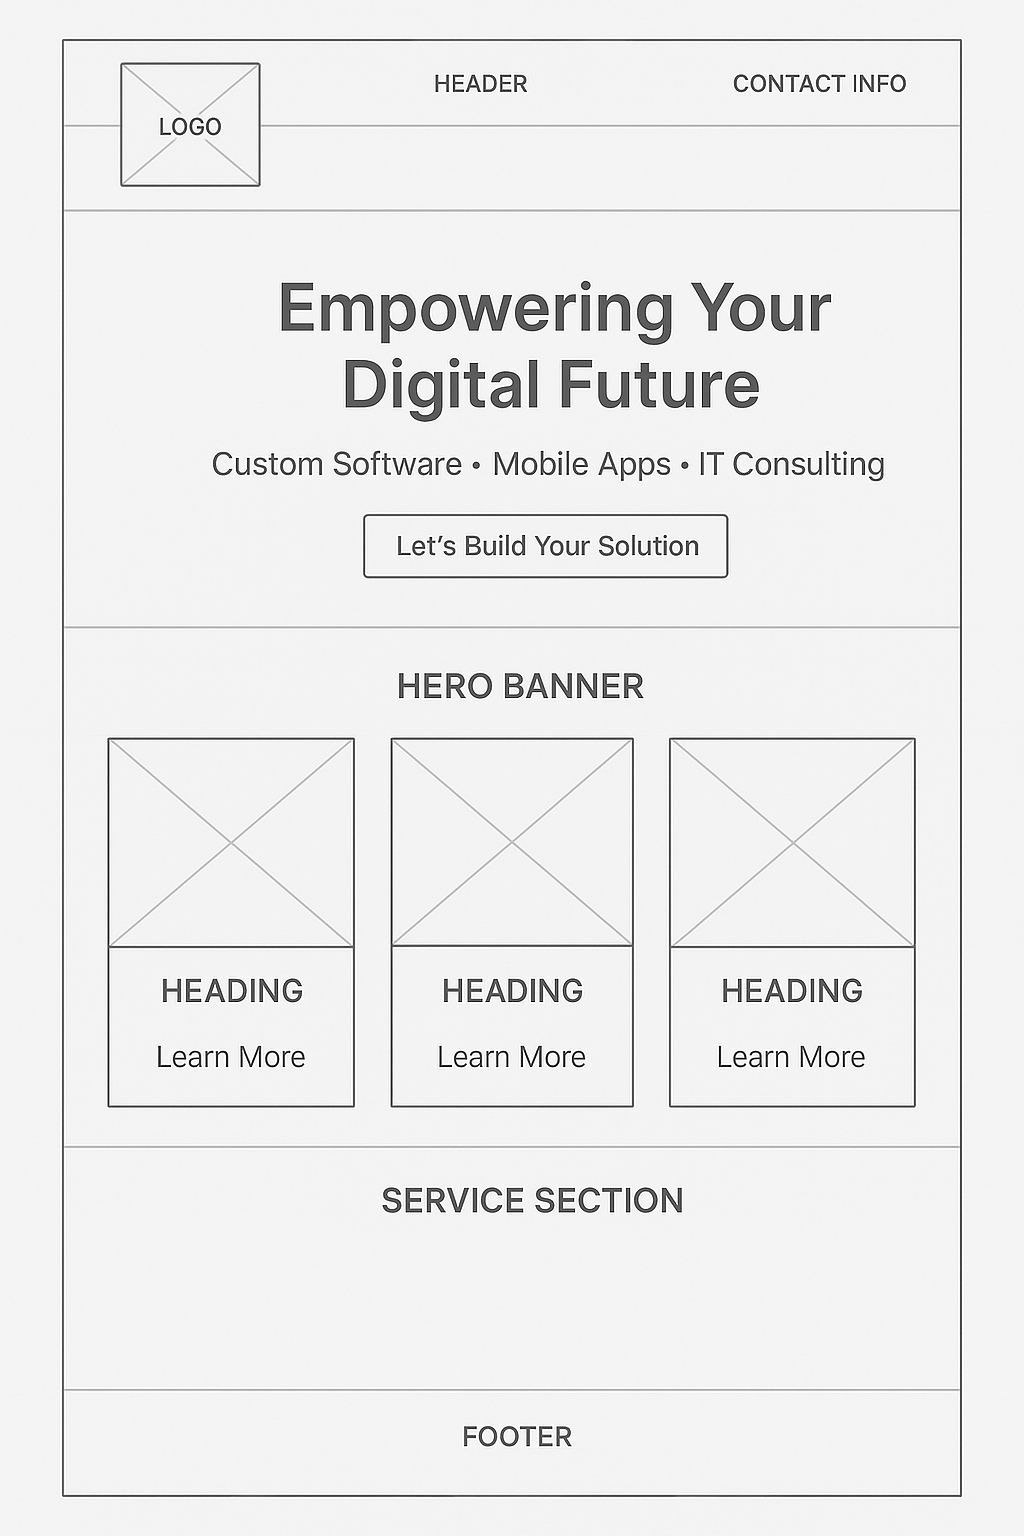 LOGO
HEADER
CONTACT INFO
Empowering Your
Digital Future
Custom Software • Mobile Apps • IT Consulting
Let’s Build Your Solution
HERO BANNER
HEADING
Learn More
HEADING
Learn More
HEADING
Learn More
SERVICE SECTION
FOOTER